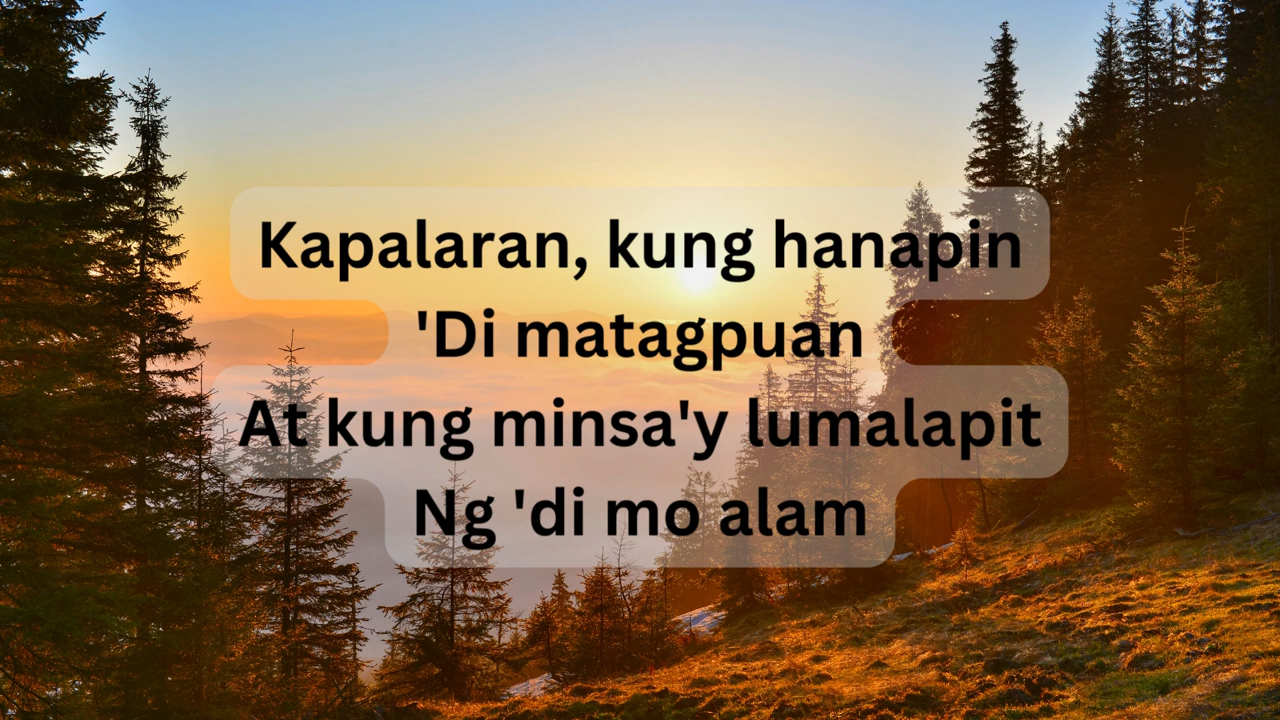 Kapalaran, kung hanapin
'Di matagpuan
At kung minsa'y lumalapit
Ng 'di mo alam